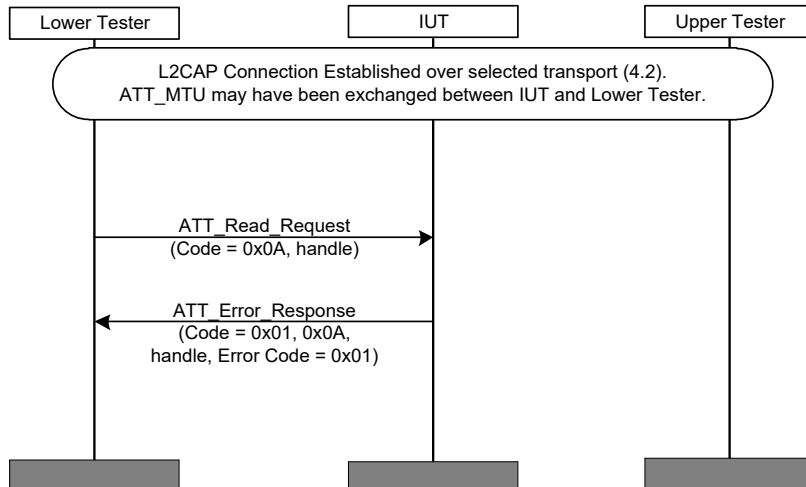 Lower Tester
IUT
Upper Tester
L2CAP Connection Established over selected transport (4.2).
ATT_MTU may have been exchanged between IUT and Lower Tester.
ATT_Read_Request
(Code = 0x0A, handle)
ATT_Error_Response
(Code = 0x01, 0x0A,
handle, Error Code = 0x01)